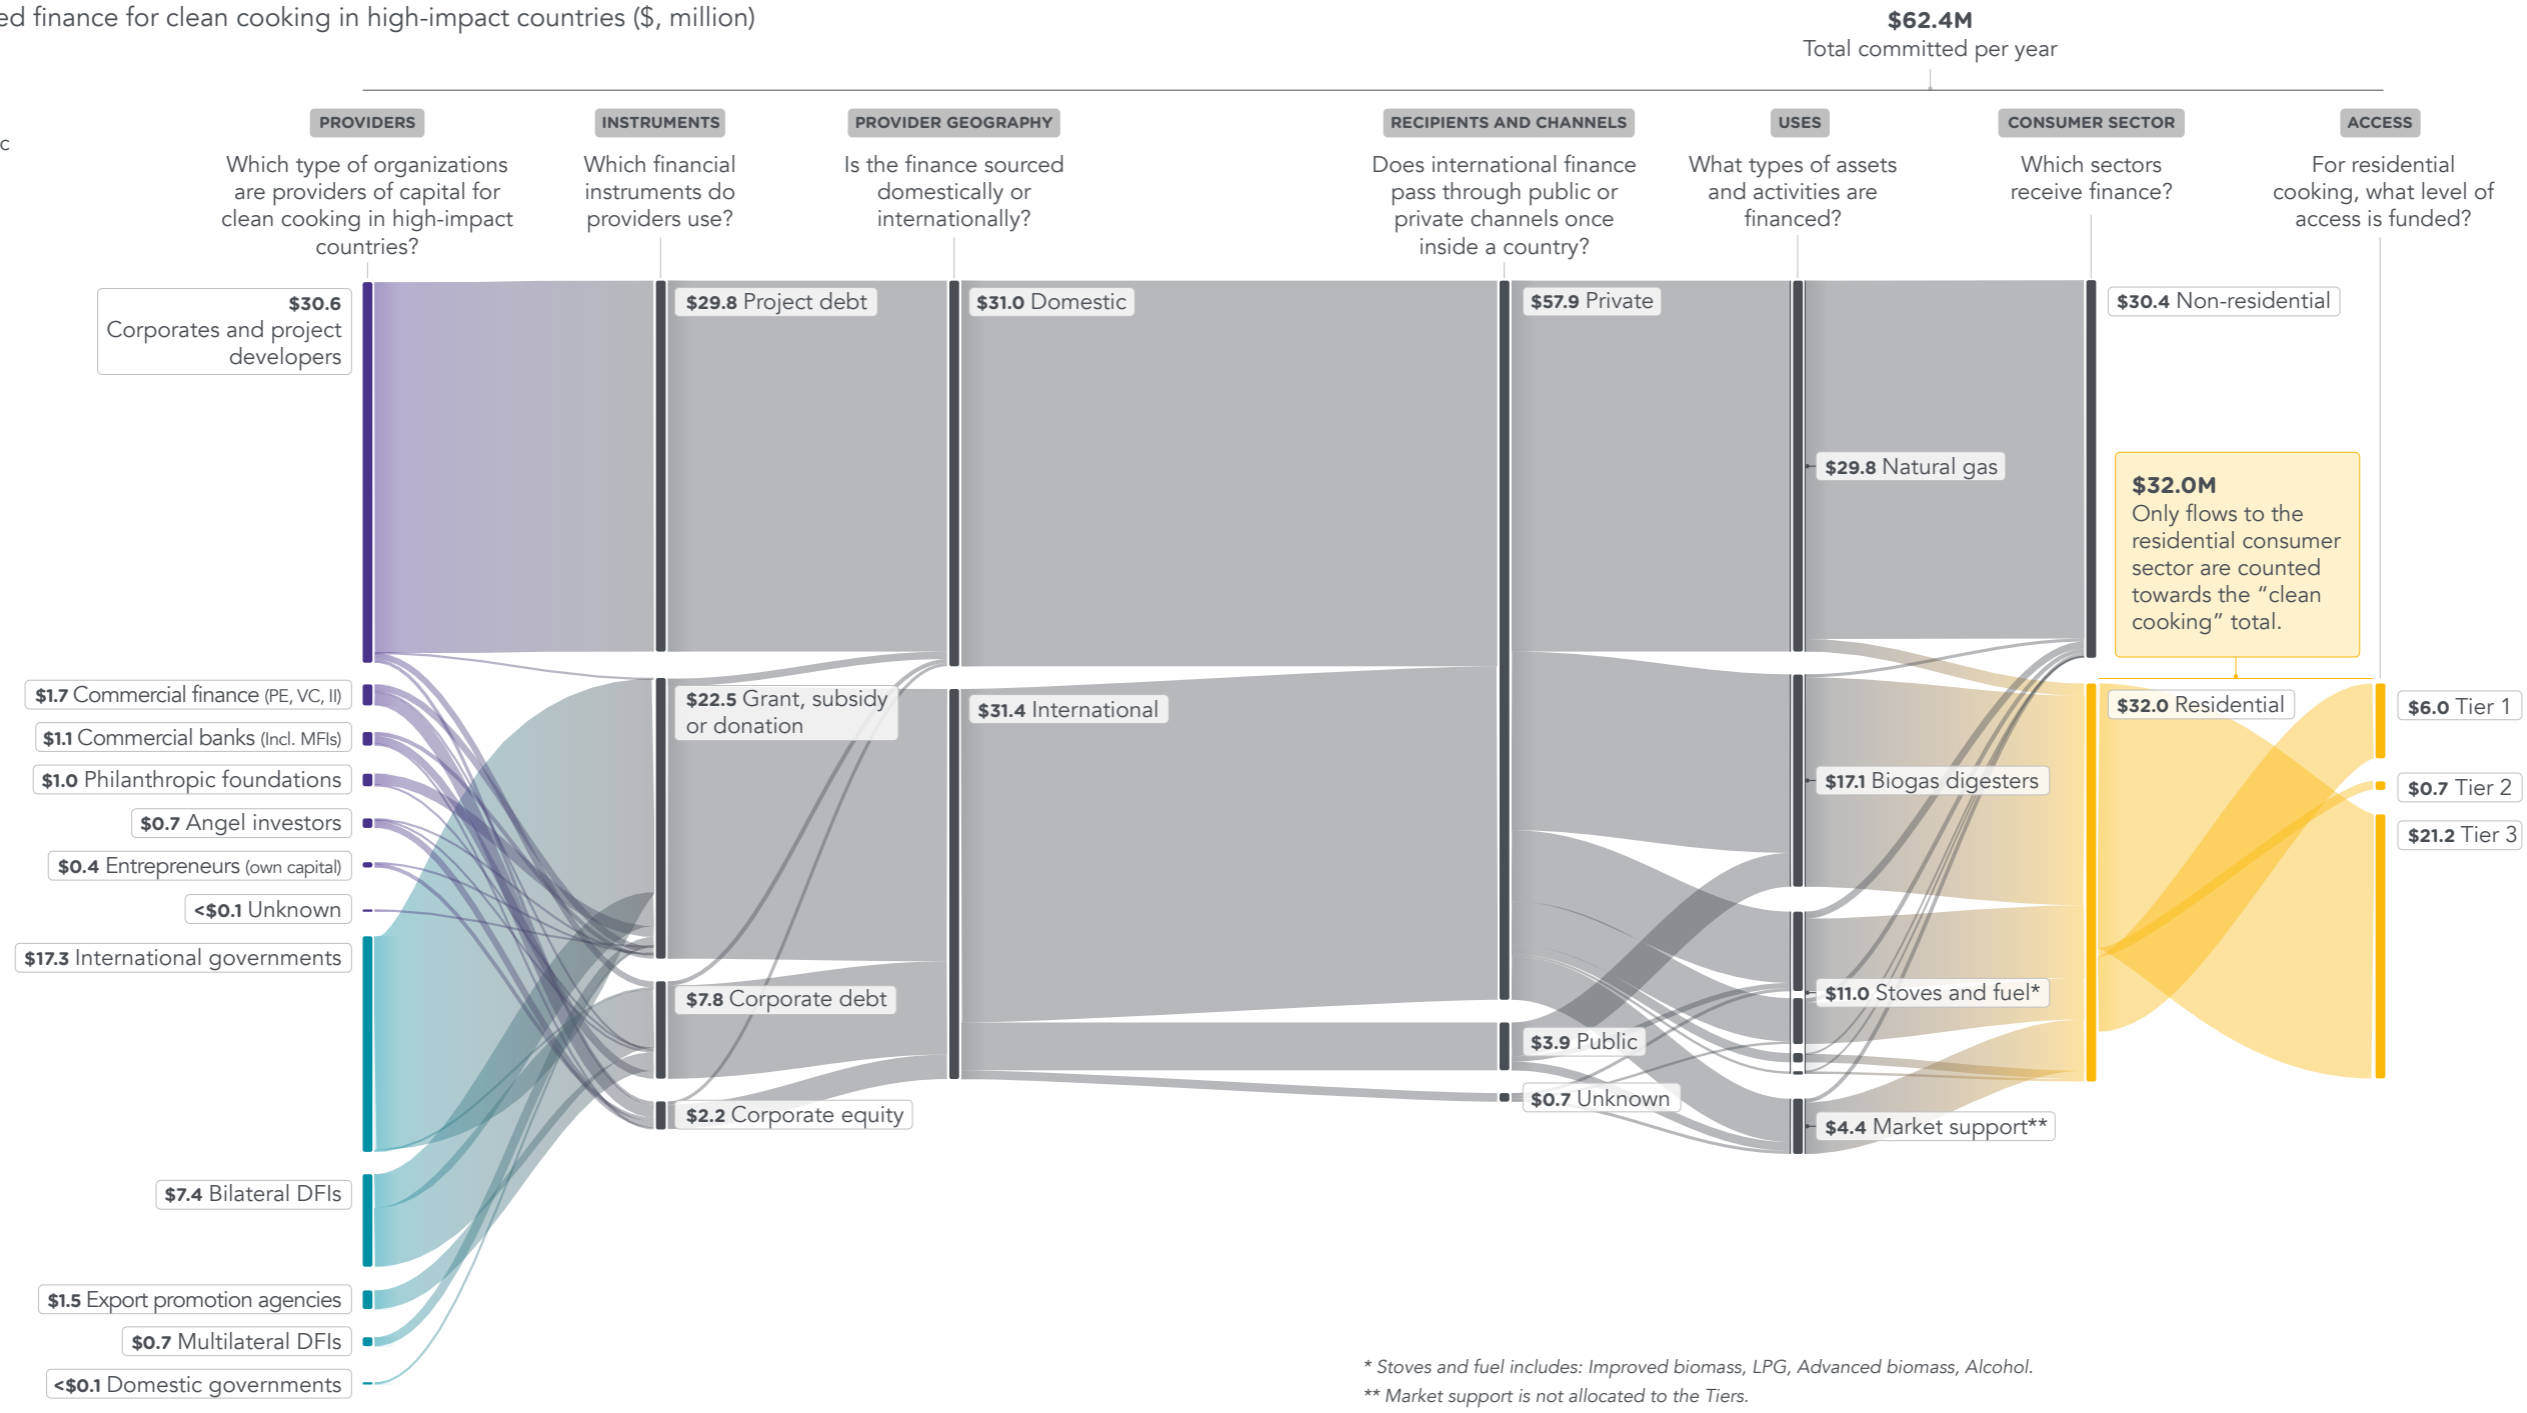 ed finance for clean cooking in high-impact countries ($, million)
$62.4M
Total committed per year
c
PROVIDERS
Which type of organizations
are providers of capital for
clean cooking in high-impact
countries?
INSTRUMENTS
Which financial
instruments do
providers use?
PROVIDER GEOGRAPHY
Is the finance sourced
domestically or
internationally?
RECIPIENTS AND CHANNELS
Does international finance
pass through public or
private channels once
inside a country?
USES
What types of assets
and activities are
financed?
CONSUMER SECTOR
Which sectors
receive finance?
ACCESS
For residential
cooking, what level of
access is funded?
$30.6
Corporates and project
developers
$1.7 Commercial finance (PE, VC, II)
$1.1 Commercial banks (Incl. MFIs)
$1.0 Philanthropic foundations
$0.7 Angel investors
$0.4 Entrepreneurs (own capital)
<$0.1 Unknown
$17.3 International governments
$7.4 Bilateral DFIs
$1.5 Export promotion agencies
$0.7 Multilateral DFIs
<$0.1 Domestic governments
$29.8 Project debt
$22.5 Grant, subsidy
or donation
$7.8 Corporate debt
$2.2 Corporate equity
$31.0 Domestic
$31.4 International
$57.9 Private
$3.9 Public
$0.7 Unknown
$29.8 Natural gas
$17.1 Biogas digesters
$11.0 Stoves and fuel*
$4.4 Market support**
$30.4 Non-residential
$32.0M
Only flows to the
residential consumer
sector are counted
towards the “clean
cooking” total.
$32.0 Residential
$6.0 Tier 1
$0.7 Tier 2
$21.2 Tier 3
* Stoves and fuel includes: Improved biomass, LPG, Advanced biomass, Alcohol.
** Market support is not allocated to the Tiers.